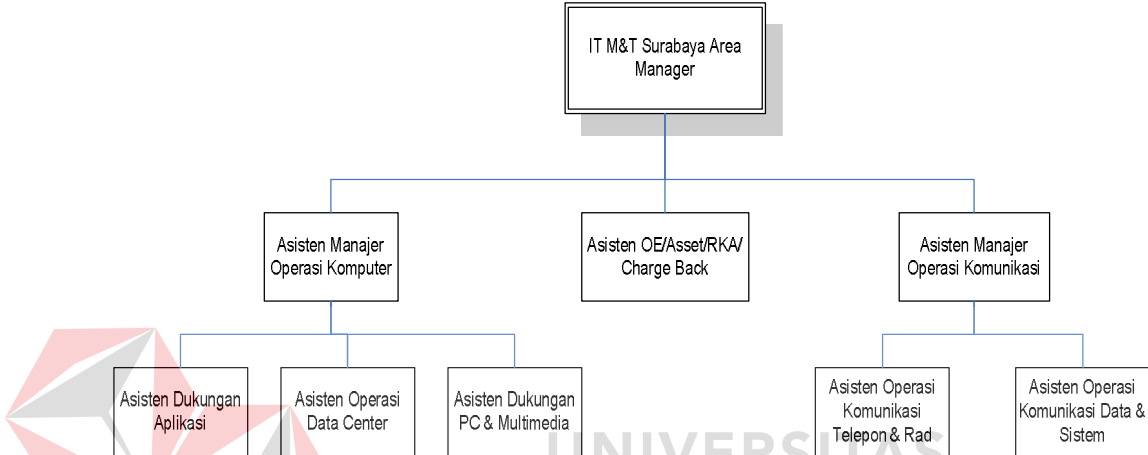 IT M&T Surabaya Area
Manager
Asisten Manajer
Operasi Komputer
Asisten OE/Asset/RKA/
Charge Back
Asisten Manajer
Operasi Komunikasi
Asisten Dukungan
Aplikasi
Asisten Operasi
Data Center
Asisten Dukungan
PC & Multimedia
Asisten Operasi
Komunikasi
Telepon & Rad
Asisten Operasi
Komunikasi Data &
Sistem
UNIVERSITAS